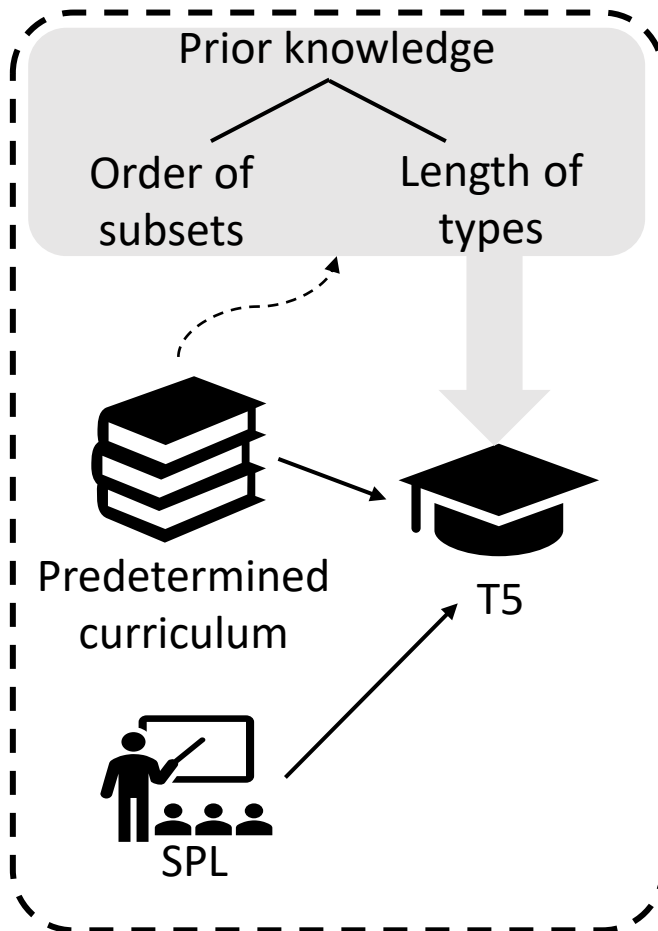 Prior knowledge
Order of
subsets
Length of
types
Predetermined
curriculum
T5
SPL